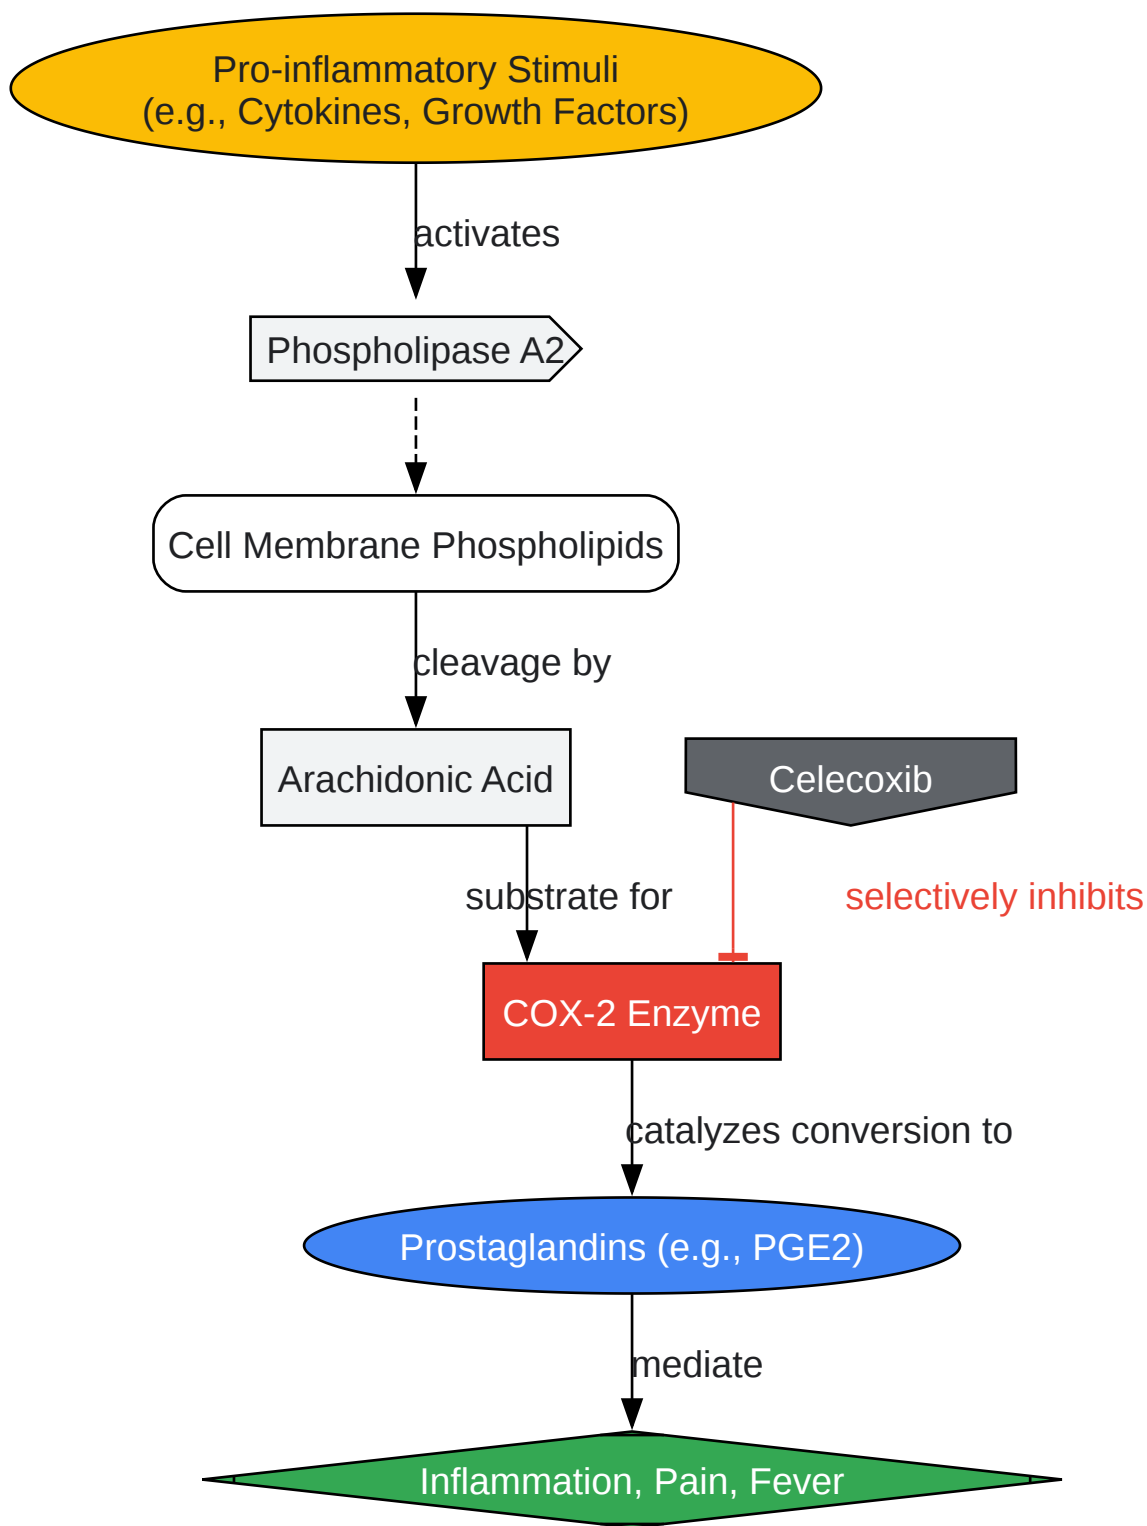 Pro-inflammatory Stimuli
(e.g., Cytokines, Growth Factors)
activates
Phospholipase A2
Cell Membrane Phospholipids
cleavage by
Arachidonic Acid
Celecoxib
substrate for
selectively inhibits
COX-2 Enzyme
catalyzes conversion to
Prostaglandins (e.g., PGE2)
mediate
Inflammation, Pain, Fever